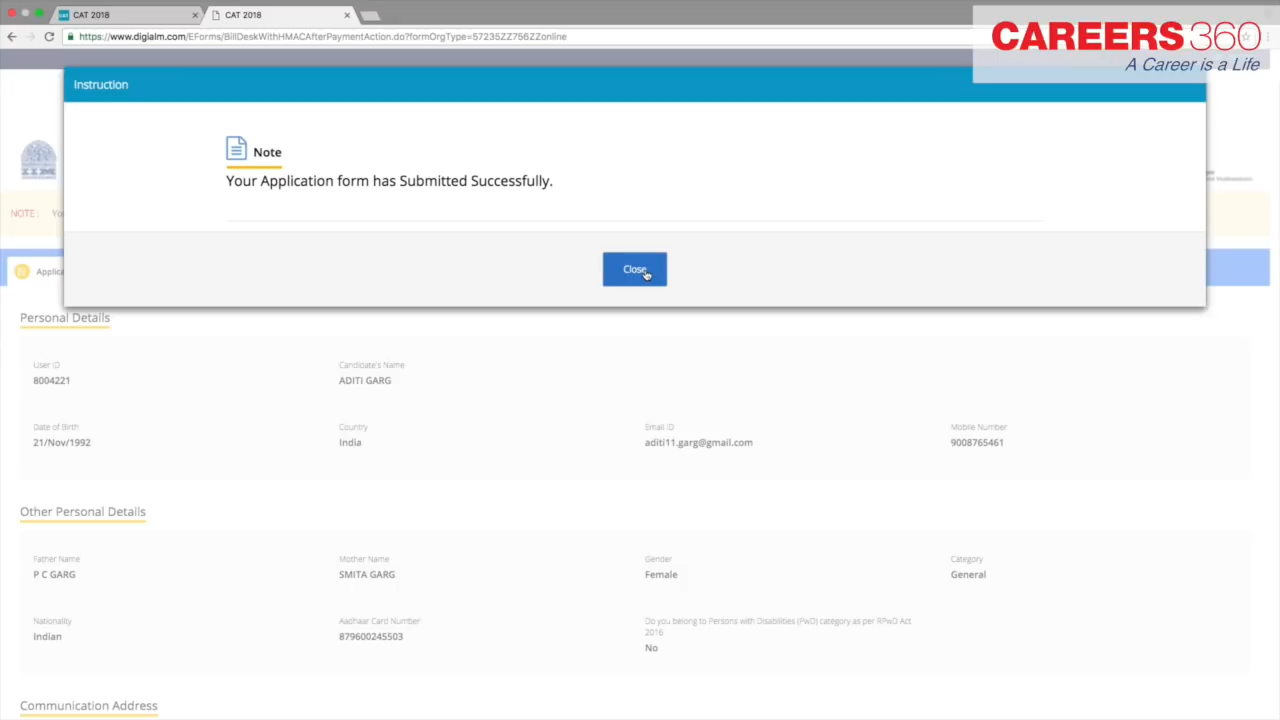 CAT 2018
CAT 2018
https://www.digialm.com/EForms/BillDeskWithHMACAfterPaymentAction.do?formOrgType=57235ZZ756ZZonline
CAREERS360
A Career is a Life
Instruction
Note
Your Application form has Submitted Successfully.
NOTE :
Close
Personal Details
User ID
Candidate's Name
8004221
ADITI GARG
Date of Birth
Country
Email ID
Mobile Number
21/Nov/1992
India
aditi11.garg@gmail.com
9008765461
Other Personal Details
Father Name
Mother Name
Gender
Category
P C GARG
SMITA GARG
Female
General
Nationality
Aadhaar Card Number
Do you belong to Persons with Disabilities (PwD) category as per RPwD Act
2016
Indian
879600245503
No
Communication Address